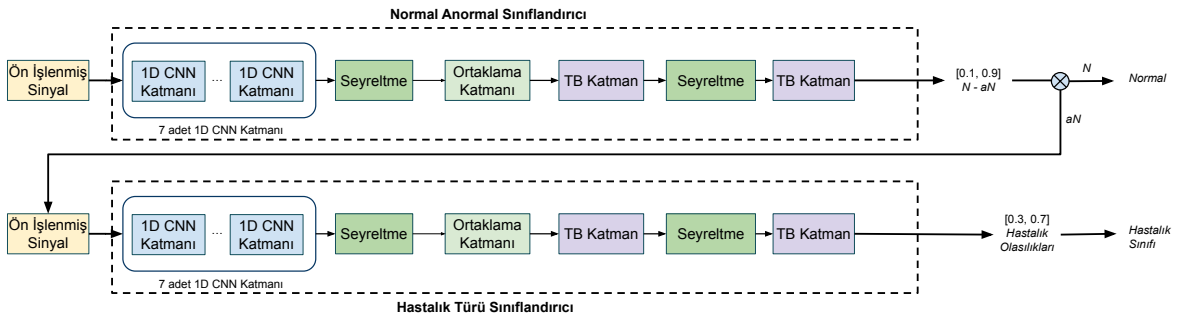 Normal Anormal Sınıflandırıcı
Ön İşlenmiş
Sinyal
1D CNN
Katmanı
...
1D CNN
Katmanı
7 adet 1D CNN Katmanı
Seyreltme
Ortaklama
Katmanı
TB Katman
Seyreltme
TB Katman
[0.1, 0.9]
N - aN
N
Normal
aN
Ön İşlenmiş
Sinyal
1D CNN
Katmanı
...
1D CNN
Katmanı
7 adet 1D CNN Katmanı
Seyreltme
Ortaklama
Katmanı
TB Katman
Seyreltme
TB Katman
[0.3, 0.7]
Hastalık
Olasılıkları
Hastalık
Sınıfı
Hastalık Türü Sınıflandırıcı